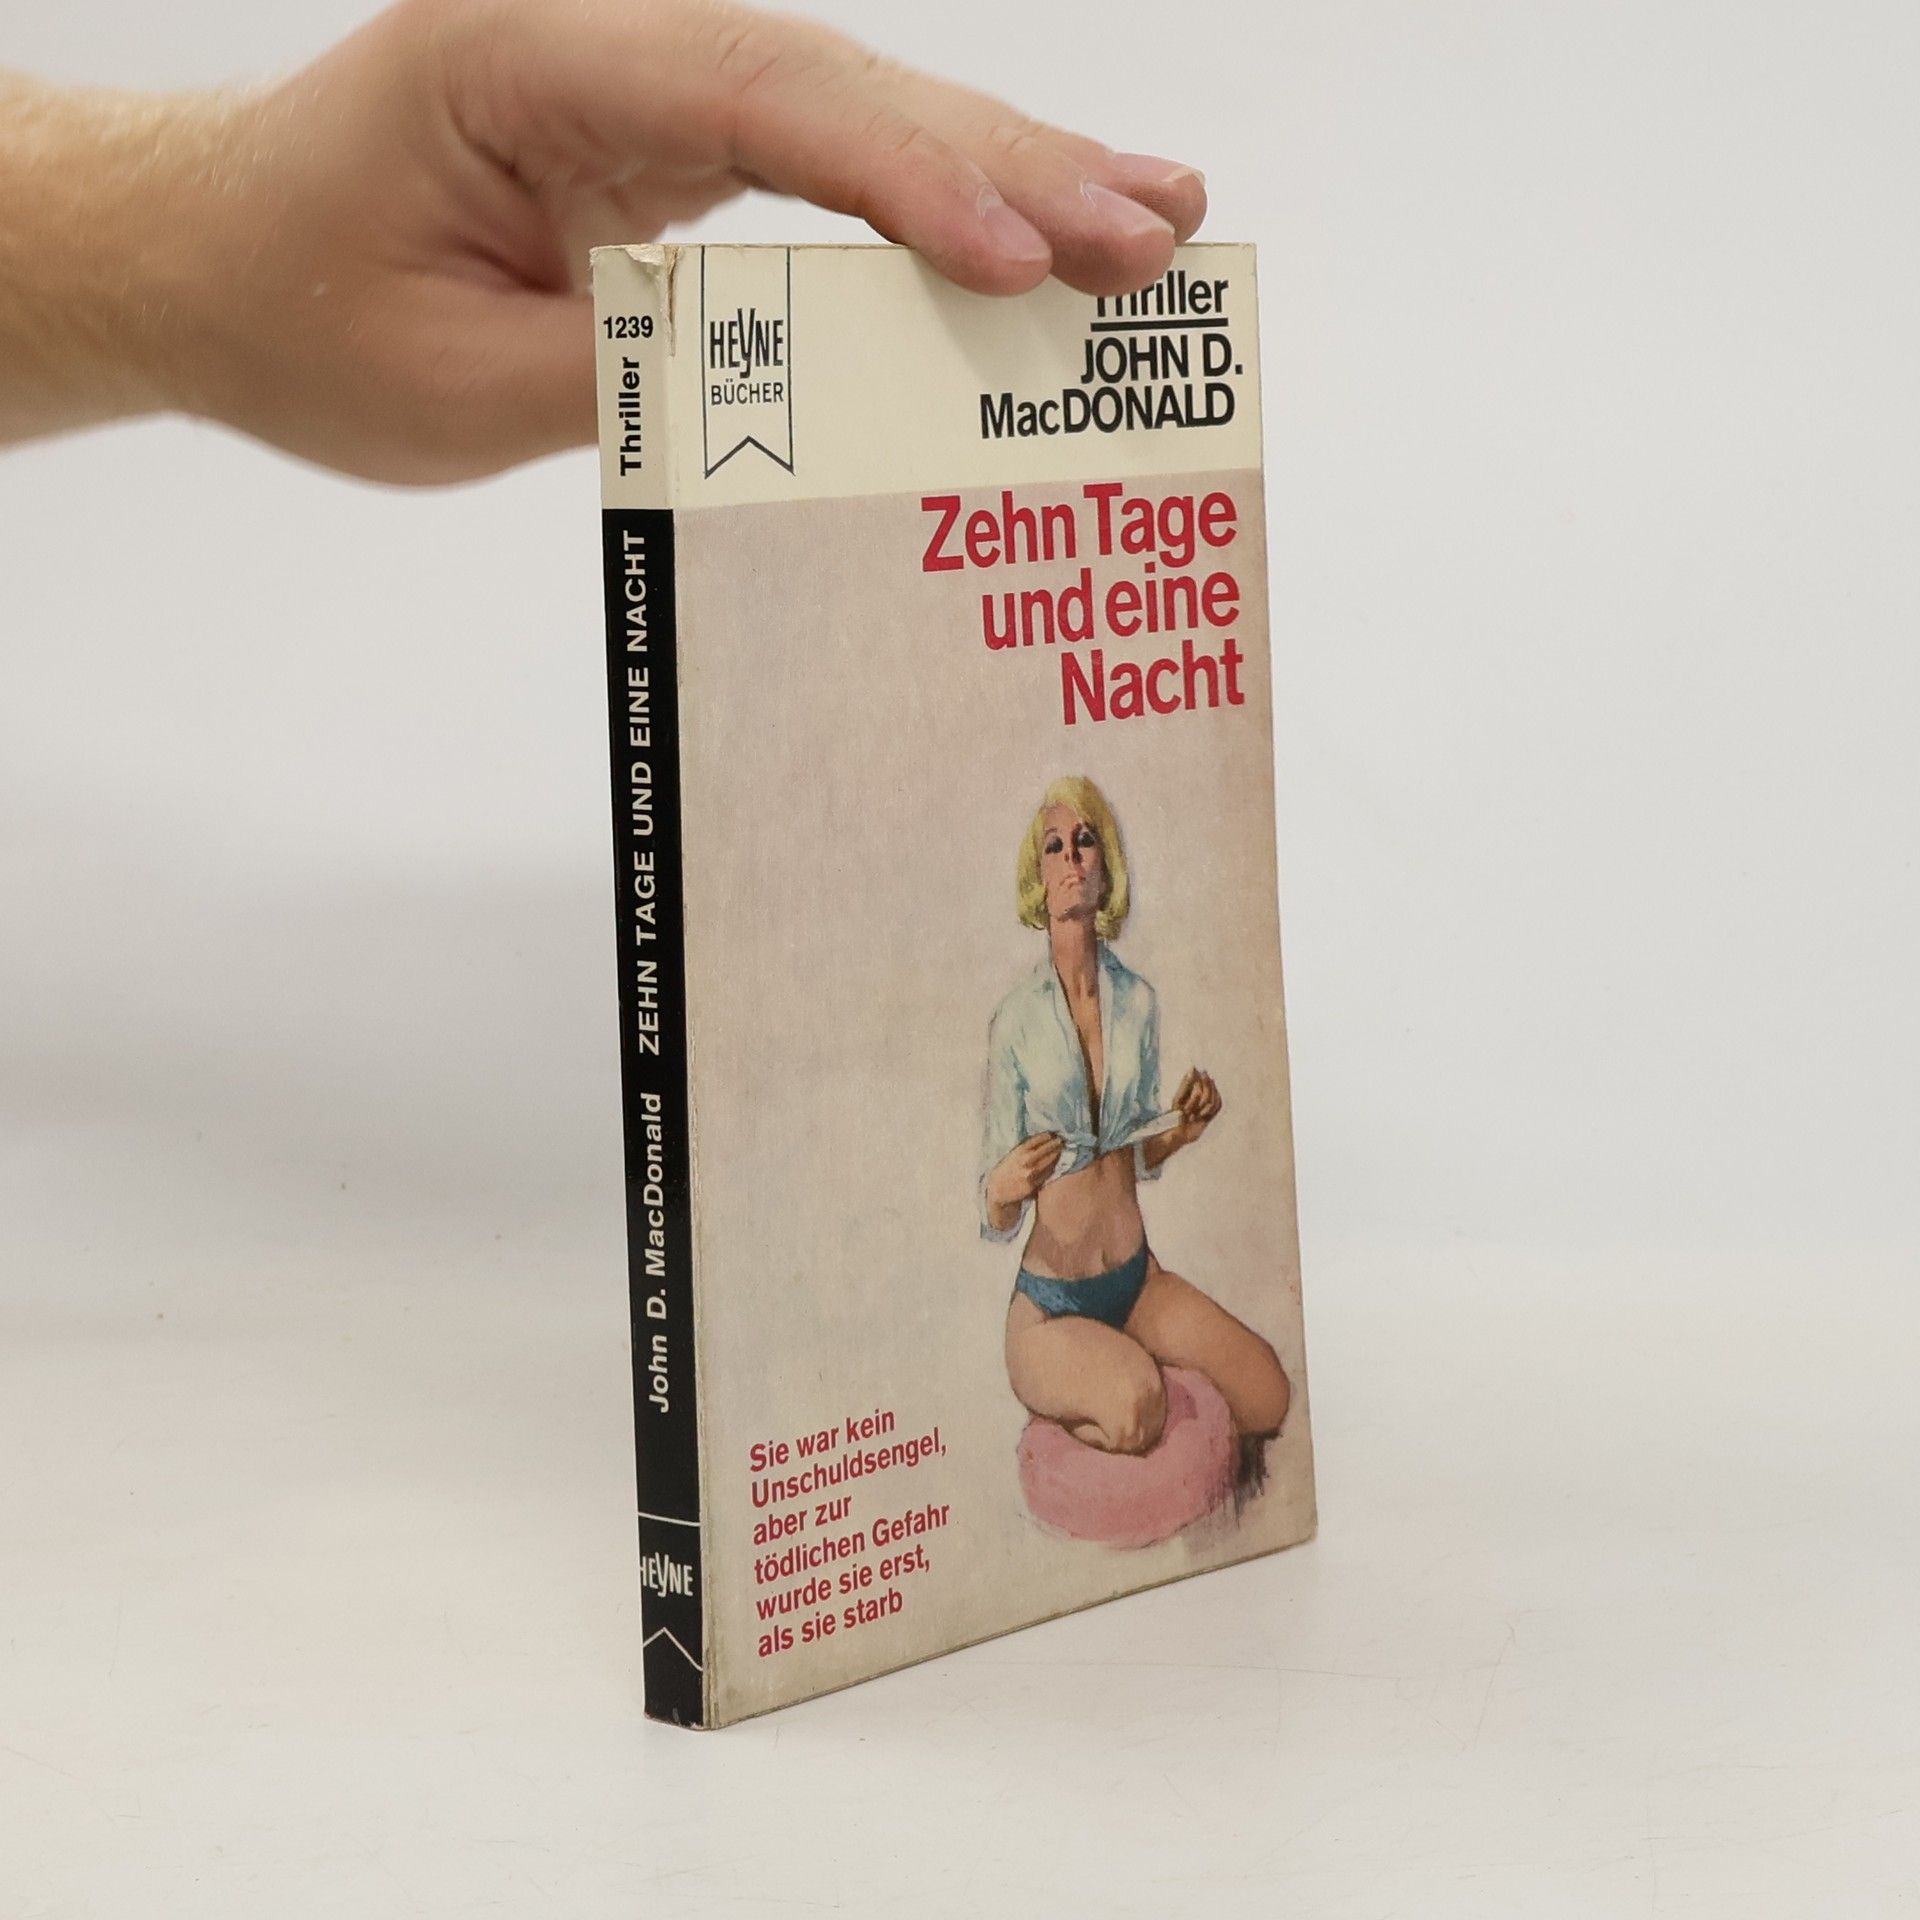 1239
Thriller
ZEHN TAGE UND EINE NACHT
John D. MacDonald
HEYNE
HEYNE
BÜCHER
Thriller
JOHN D.
MacDONALD
Zehn Tage
und eine
Nacht
Sie war kein
Unschuldsengel,
aber zur
tödlichen Gefahr
wurde sie erst,
als sie starb